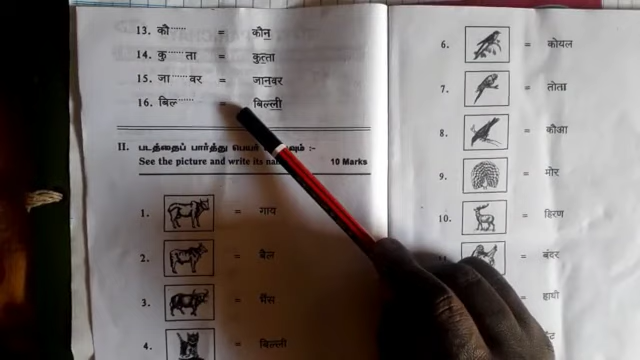 13. कौ...... = कौन
14. कु...... ता = कुत्ता
15. जा...... वर = जानवर
16. बिल...... = बिल्ली
II. படத்தைப் பார்த்து பெயர் :-
See the picture and write its 10 Marks
1. = गाय
2. = बैल
3. = भैंस
4. बिल्ली
6. = कोयल
7. = तोता
8. = कौआ
9. = मोर
10. = हिरण
= बंदर
हाथी